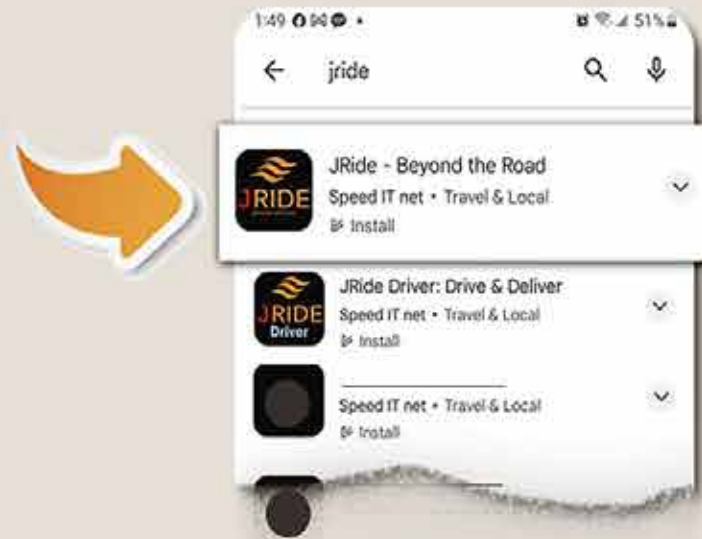 1:49
51%
jride
JRIDE
JRide - Beyond the Road
Speed IT net • Travel & Local
Install
JRIDE
Driver
JRide Driver: Drive & Deliver
Speed IT net • Travel & Local
Install
Speed IT net • Travel & Local
Install